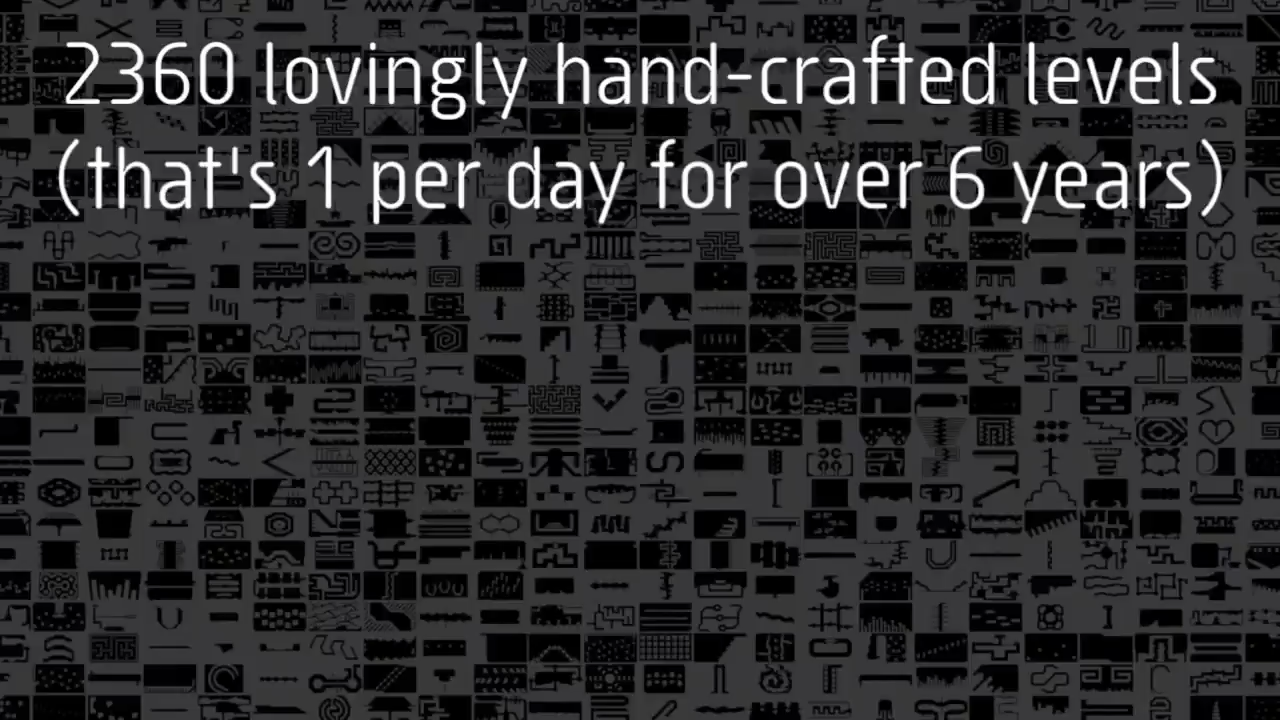 2360 lovingly hand-crafted levels
(that's 1 per day for over 6 years)